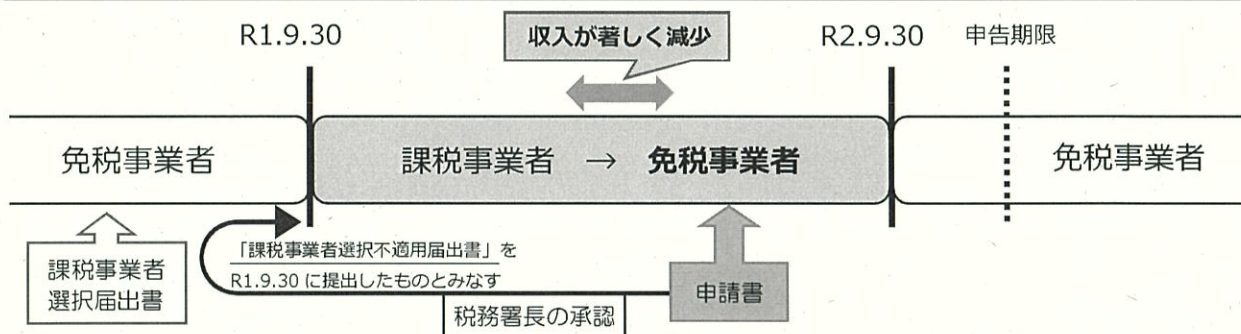 R1.9.30
収入が著しく減少
R2.9.30
申告期限
免税事業者
課税事業者 → 免税事業者
免税事業者
課税事業者
選択届出書
「課税事業者選択不適用届出書」を
R1.9.30 に提出したものとみなす
税務署長の承認
申請書